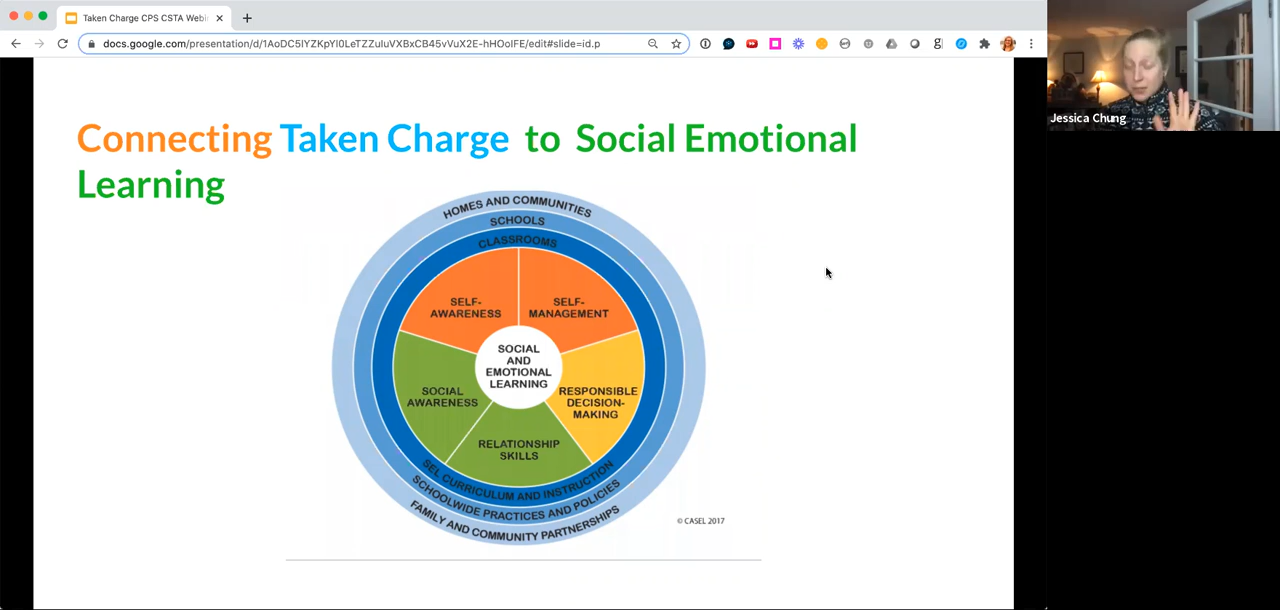 Taken Charge CPS CSTA Webi
docs.google.com/presentation/d/1AoDC5IYZKpYl0LeTZZuIuVXBxCB45vVuX2E-hHOoIFE/edit#slide=id.p
Jessica Chung
Connecting Taken Charge to Social Emotional
Learning
HOMES AND COMMUNITIES
SCHOOLS
CLASSROOMS
SELF-
AWARENESS
SELF-
MANAGEMENT
SOCIAL
AND
EMOTIONAL
LEARNING
SOCIAL
AWARENESS
RESPONSIBLE
DECISION-
MAKING
RELATIONSHIP
SKILLS
SEL CURRICULUM AND INSTRUCTION
SCHOOLWIDE PRACTICES AND POLICIES
FAMILY AND COMMUNITY PARTNERSHIPS
© CASEL 2017